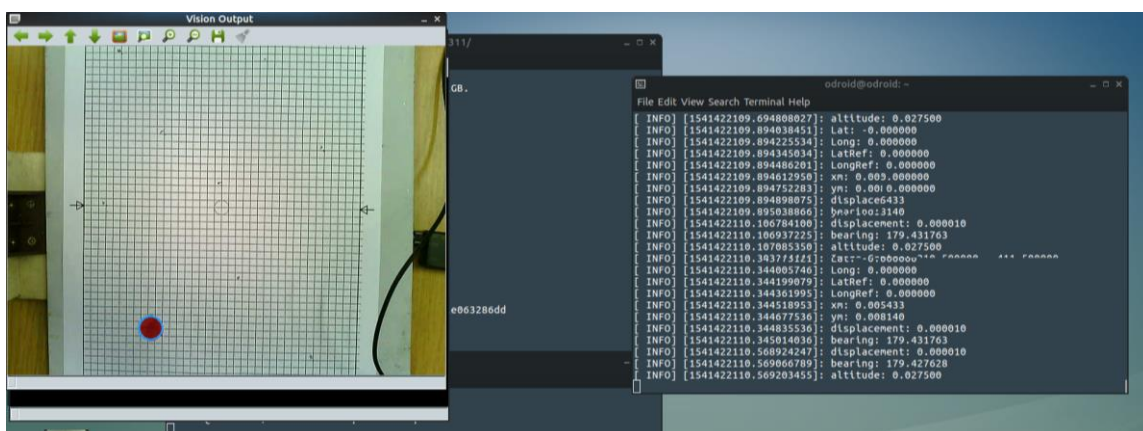 Vision Output
311/
GB.
e063286dd
odroid@odroid: ~
File Edit View Search Terminal Help
[ INFO] [1541422109.694808027]: altitude: 0.027500
[ INFO] [1541422109.894038451]: Lat: -0.000000
[ INFO] [1541422109.894225534]: Long: 0.000000
[ INFO] [1541422109.894345034]: LatRef: 0.000000
[ INFO] [1541422109.894486201]: LongRef: 0.000000
[ INFO] [1541422109.894612950]: xm: 0.000000
[ INFO] [1541422109.894752283]: ym: 0.000000
[ INFO] [1541422109.894898075]: displace6433
[ INFO] [1541422109.895038866]:
[ INFO] [1541422110.106784100]: displacement: 0.000010
[ INFO] [1541422110.106937225]: bearing: 179.431763
[ INFO] [1541422110.107085350]: altitude: 0.027500
[ INFO]
[ INFO] [1541422110.344005746]: Long: 0.000000
[ INFO] [1541422110.344199079]: LatRef: 0.000000
[ INFO] [1541422110.344361995]: LongRef: 0.000000
[ INFO] [1541422110.344518953]: xm: 0.005433
[ INFO] [1541422110.344677536]: ym: 0.008140
[ INFO] [1541422110.344835536]: displacement: 0.000010
[ INFO] [1541422110.345014036]: bearing: 179.431763
[ INFO] [1541422110.568924247]: displacement: 0.000010
[ INFO] [1541422110.569066789]: bearing: 179.427628
[ INFO] [1541422110.569203455]: altitude: 0.027500